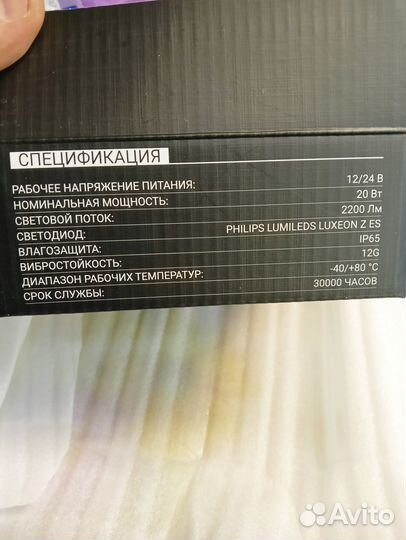 СПЕЦИФИКАЦИЯ
РАБОЧЕЕ НАПРЯЖЕНИЕ ПИТАНИЯ: 12/24 В
НОМИНАЛЬНАЯ МОЩНОСТЬ: 20 Вт
СВЕТОВОЙ ПОТОК: 2200 Лм
СВЕТОДИОД: PHILIPS LUMILEDS LUXEON Z ES
ВЛАГОЗАЩИТА: IP65
ВИБРОСТОЙКОСТЬ: 12G
ДИАПАЗОН РАБОЧИХ ТЕМПЕРАТУР: -40/+80 °C
СРОК СЛУЖБЫ: 30000 ЧАСОВ
Avito